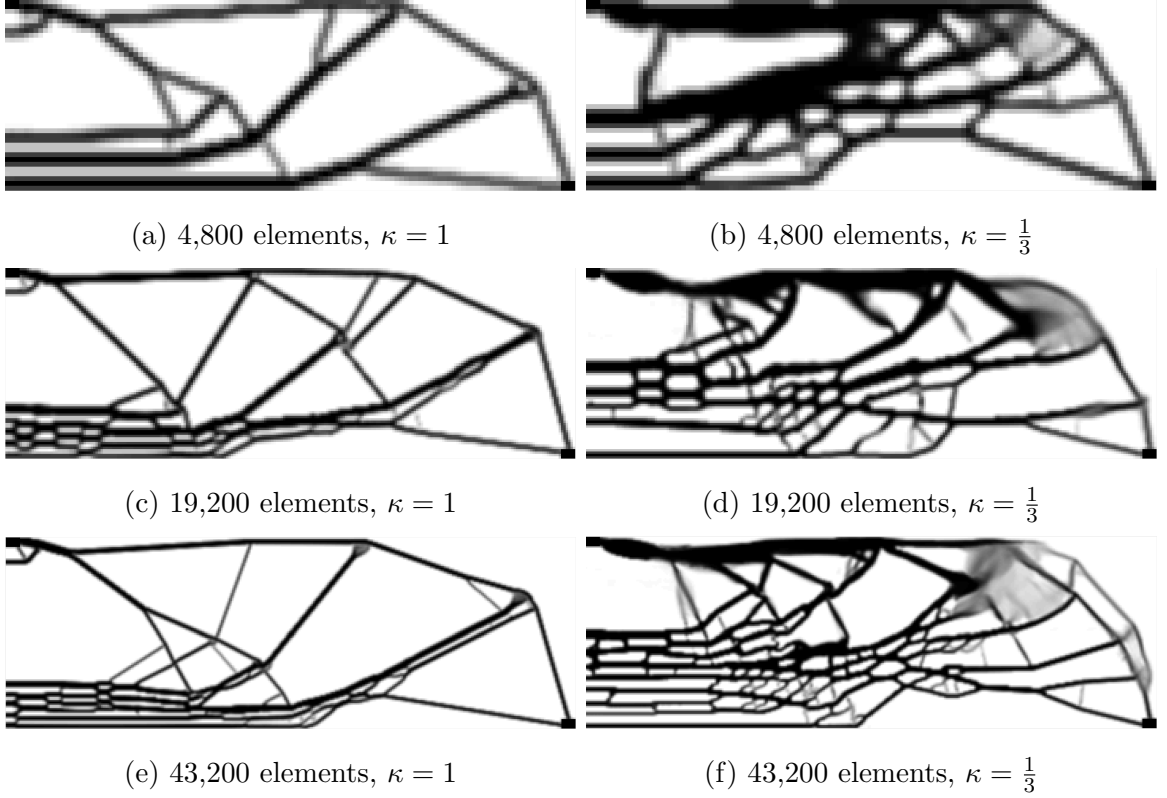 (a) 4,800 elements, κ = 1
(b) 4,800 elements, κ = 1/3
(c) 19,200 elements, κ = 1
(d) 19,200 elements, κ = 1/3
(e) 43,200 elements, κ = 1
(f) 43,200 elements, κ = 1/3